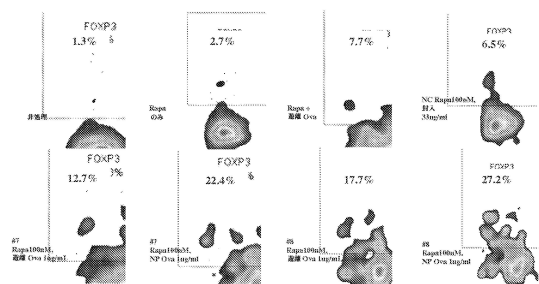 FOXP3
1.3%
非処理
2.7%
Rapa
のみ
7.7%
Rapa +
遊離 Ova
FOXP3
6.5%
NC Rapa100nM,
封入
33ug/ml
FOXP3
12.7%
#7
Rapa100nM,
遊離 Ova 1ug/ml
FOXP3
22.4%
#7
Rapa100nM,
NP Ova 1ug/ml
17.7%
#8
Rapa100nM,
遊離 Ova 1ug/ml
FOXP3
27.2%
#8
Rapa100nM,
NP Ova 1ug/ml